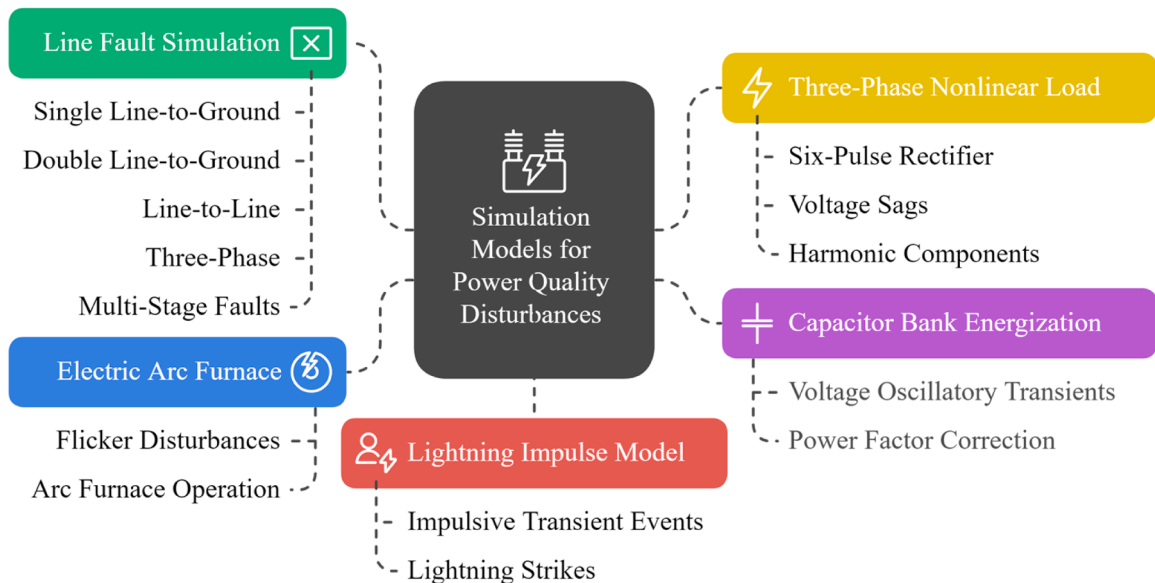 Line Fault Simulation
Single Line-to-Ground
Double Line-to-Ground
Line-to-Line
Three-Phase
Multi-Stage Faults
Electric Arc Furnace
Flicker Disturbances
Arc Furnace Operation
Simulation
Models for
Power Quality
Disturbances
Lightning Impulse Model
Impulsive Transient Events
Lightning Strikes
Three-Phase Nonlinear Load
Six-Pulse Rectifier
Voltage Sags
Harmonic Components
Capacitor Bank Energization
Voltage Oscillatory Transients
Power Factor Correction